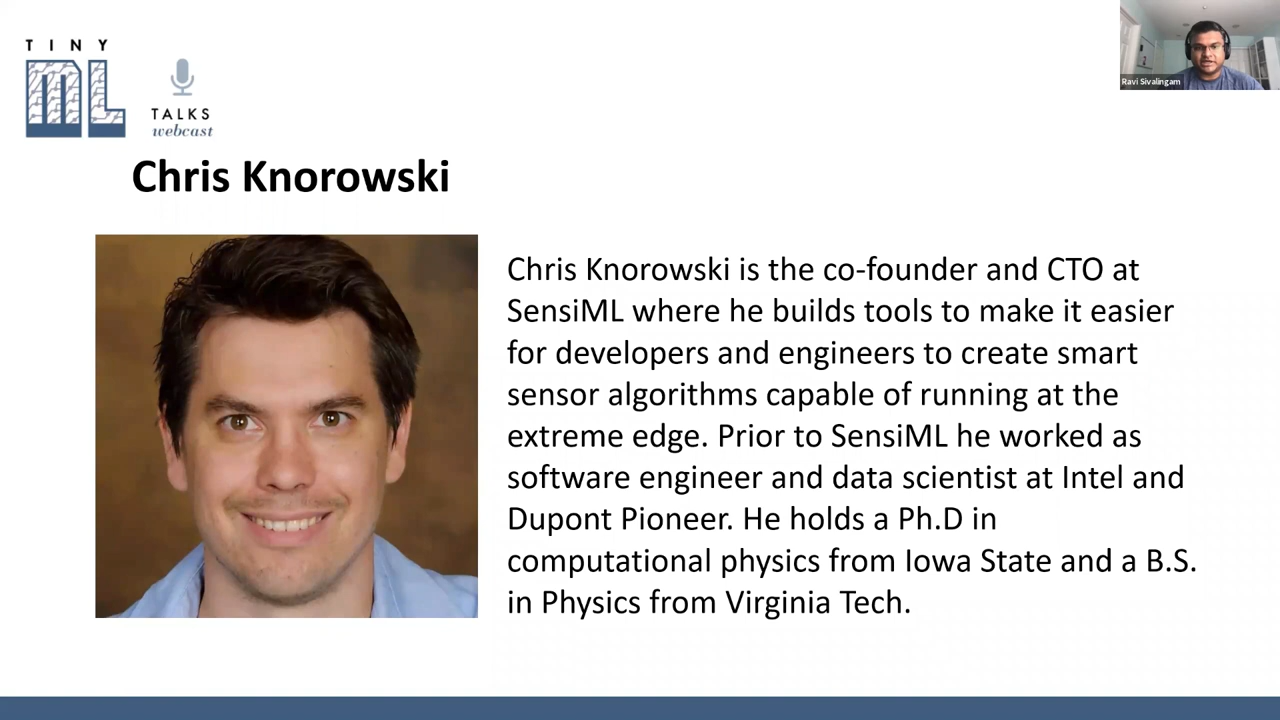 TINY
ML
TALKS
webcast
Ravi Sivalingam
Chris Knorowski
Chris Knorowski is the co-founder and CTO at
SensiML where he builds tools to make it easier
for developers and engineers to create smart
sensor algorithms capable of running at the
extreme edge. Prior to SensiML he worked as
software engineer and data scientist at Intel and
Dupont Pioneer. He holds a Ph.D in
computational physics from Iowa State and a B.S.
in Physics from Virginia Tech.